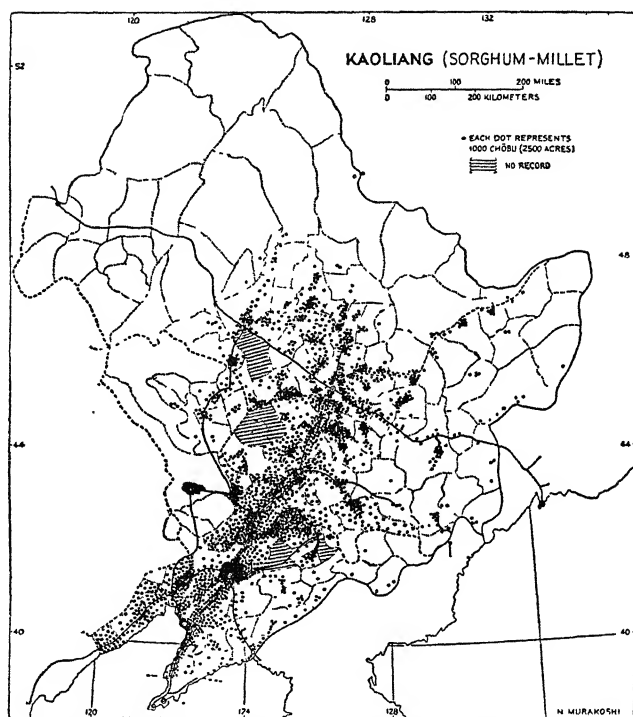 120 128 132
52
KAOLIANG (SORGHUM-MILLET)
0 100 200 MILES
0 100 200 KILOMETERS
• EACH DOT REPRESENTS
1000 CHŌBU (2500 ACRES)
NO RECORD
48
44 44
40 40
120 124 128
N MURAKOSHI